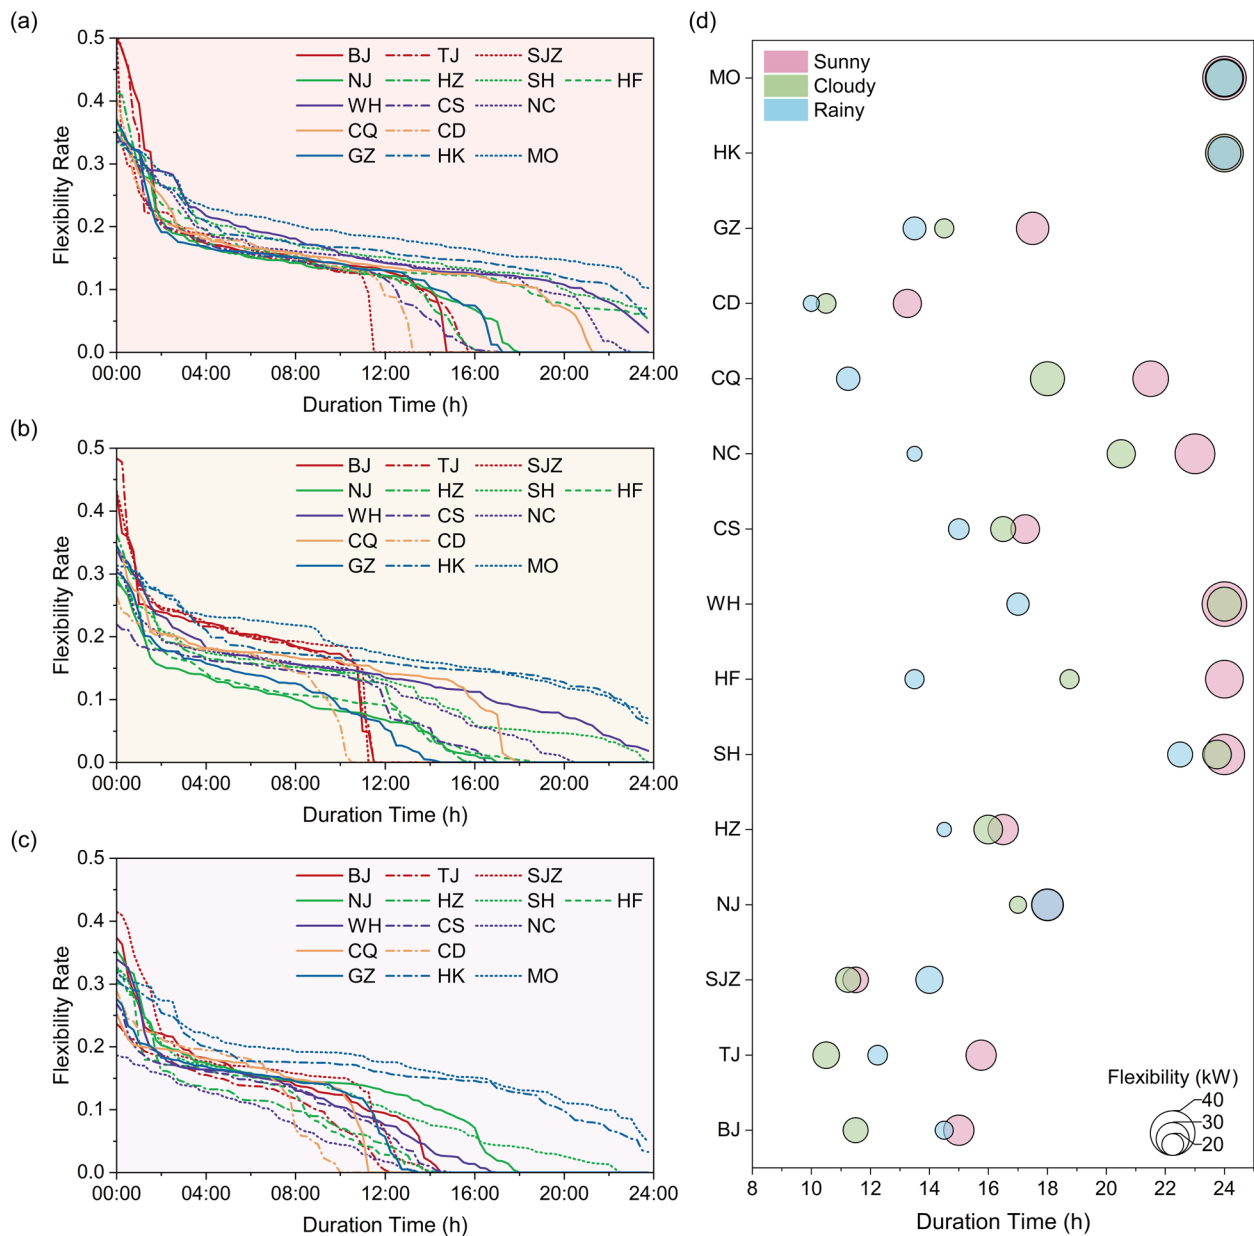 (a)
0.5
0.4
0.3
0.2
0.1
0.0
Flexibility Rate
BJ TJ SJZ
NJ HZ SH HF
WH CS NC
CQ CD
GZ HK MO
00:00 04:00 08:00 12:00 16:00 20:00 24:00
Duration Time (h)
(b)
0.5
0.4
0.3
0.2
0.1
0.0
Flexibility Rate
BJ TJ SJZ
NJ HZ SH HF
WH CS NC
CQ CD
GZ HK MO
00:00 04:00 08:00 12:00 16:00 20:00 24:00
Duration Time (h)
(c)
0.5
0.4
0.3
0.2
0.1
0.0
Flexibility Rate
BJ TJ SJZ
NJ HZ SH HF
WH CS NC
CQ CD
GZ HK MO
00:00 04:00 08:00 12:00 16:00 20:00 24:00
Duration Time (h)
(d)
Sunny
Cloudy
Rainy
MO
HK
GZ
CD
CQ
NC
CS
WH
HF
SH
HZ
NJ
SJZ
TJ
BJ
Flexibility (kW)
40
30
20
8 10 12 14 16 18 20 22 24
Duration Time (h)